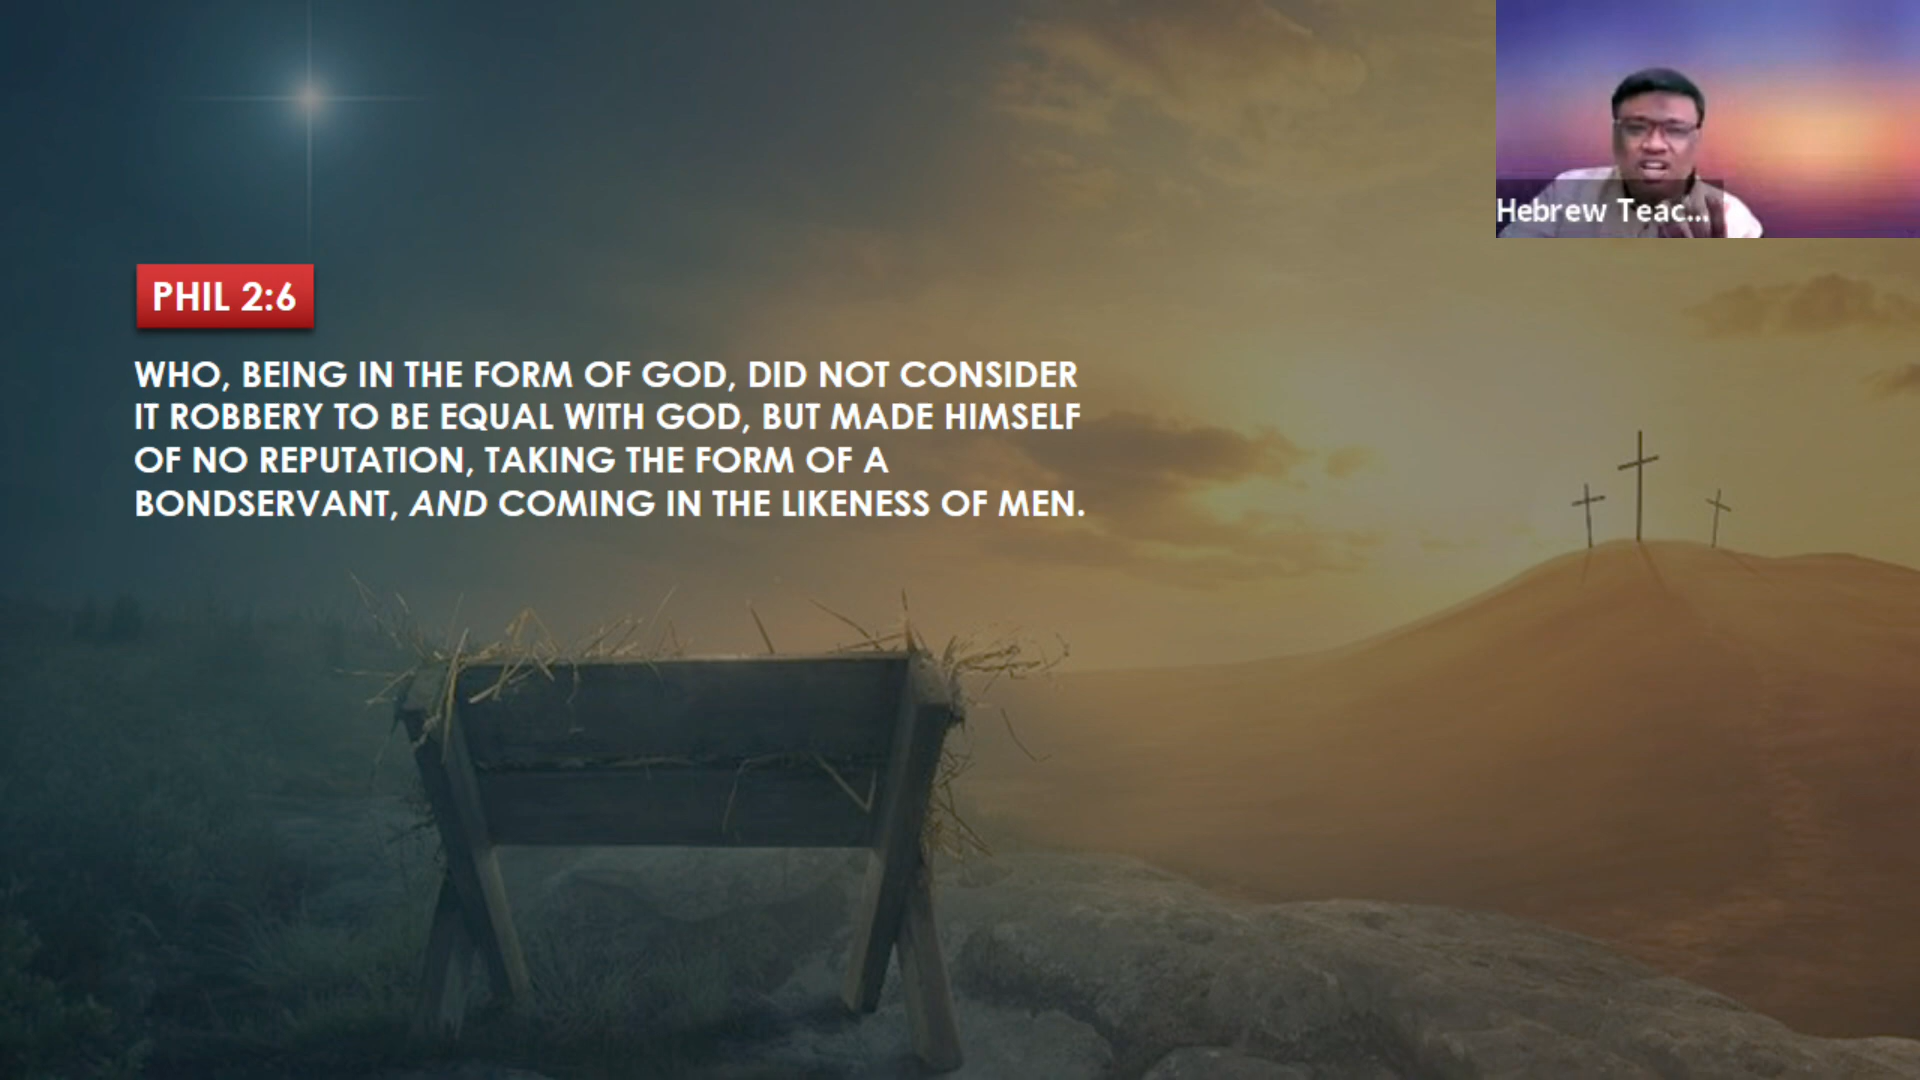 Hebrew Teac...
PHIL 2:6
WHO, BEING IN THE FORM OF GOD, DID NOT CONSIDER
IT ROBBERY TO BE EQUAL WITH GOD, BUT MADE HIMSELF
OF NO REPUTATION, TAKING THE FORM OF A
BONDSERVANT, AND COMING IN THE LIKENESS OF MEN.